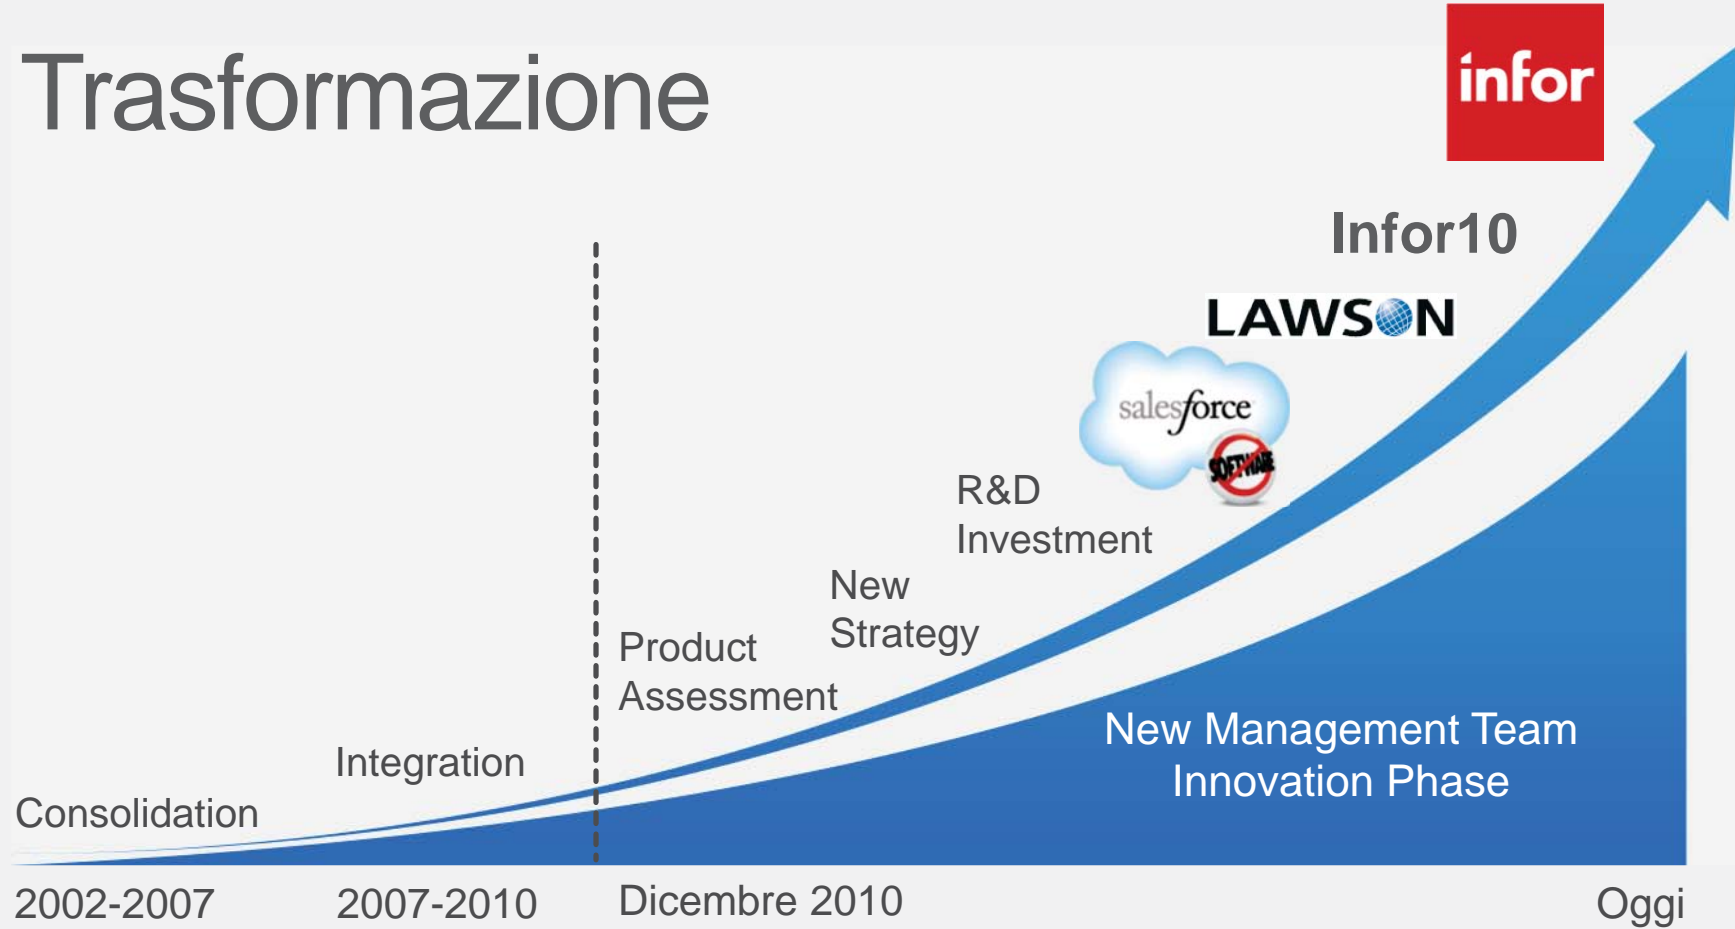 Trasformazione
infor
Infor10
LAWSON
salesforce
SOFTWARE
R&D
Investment
New
Strategy
Product
Assessment
Integration
Consolidation
New Management Team
Innovation Phase
2002-2007
2007-2010
Dicembre 2010
Oggi